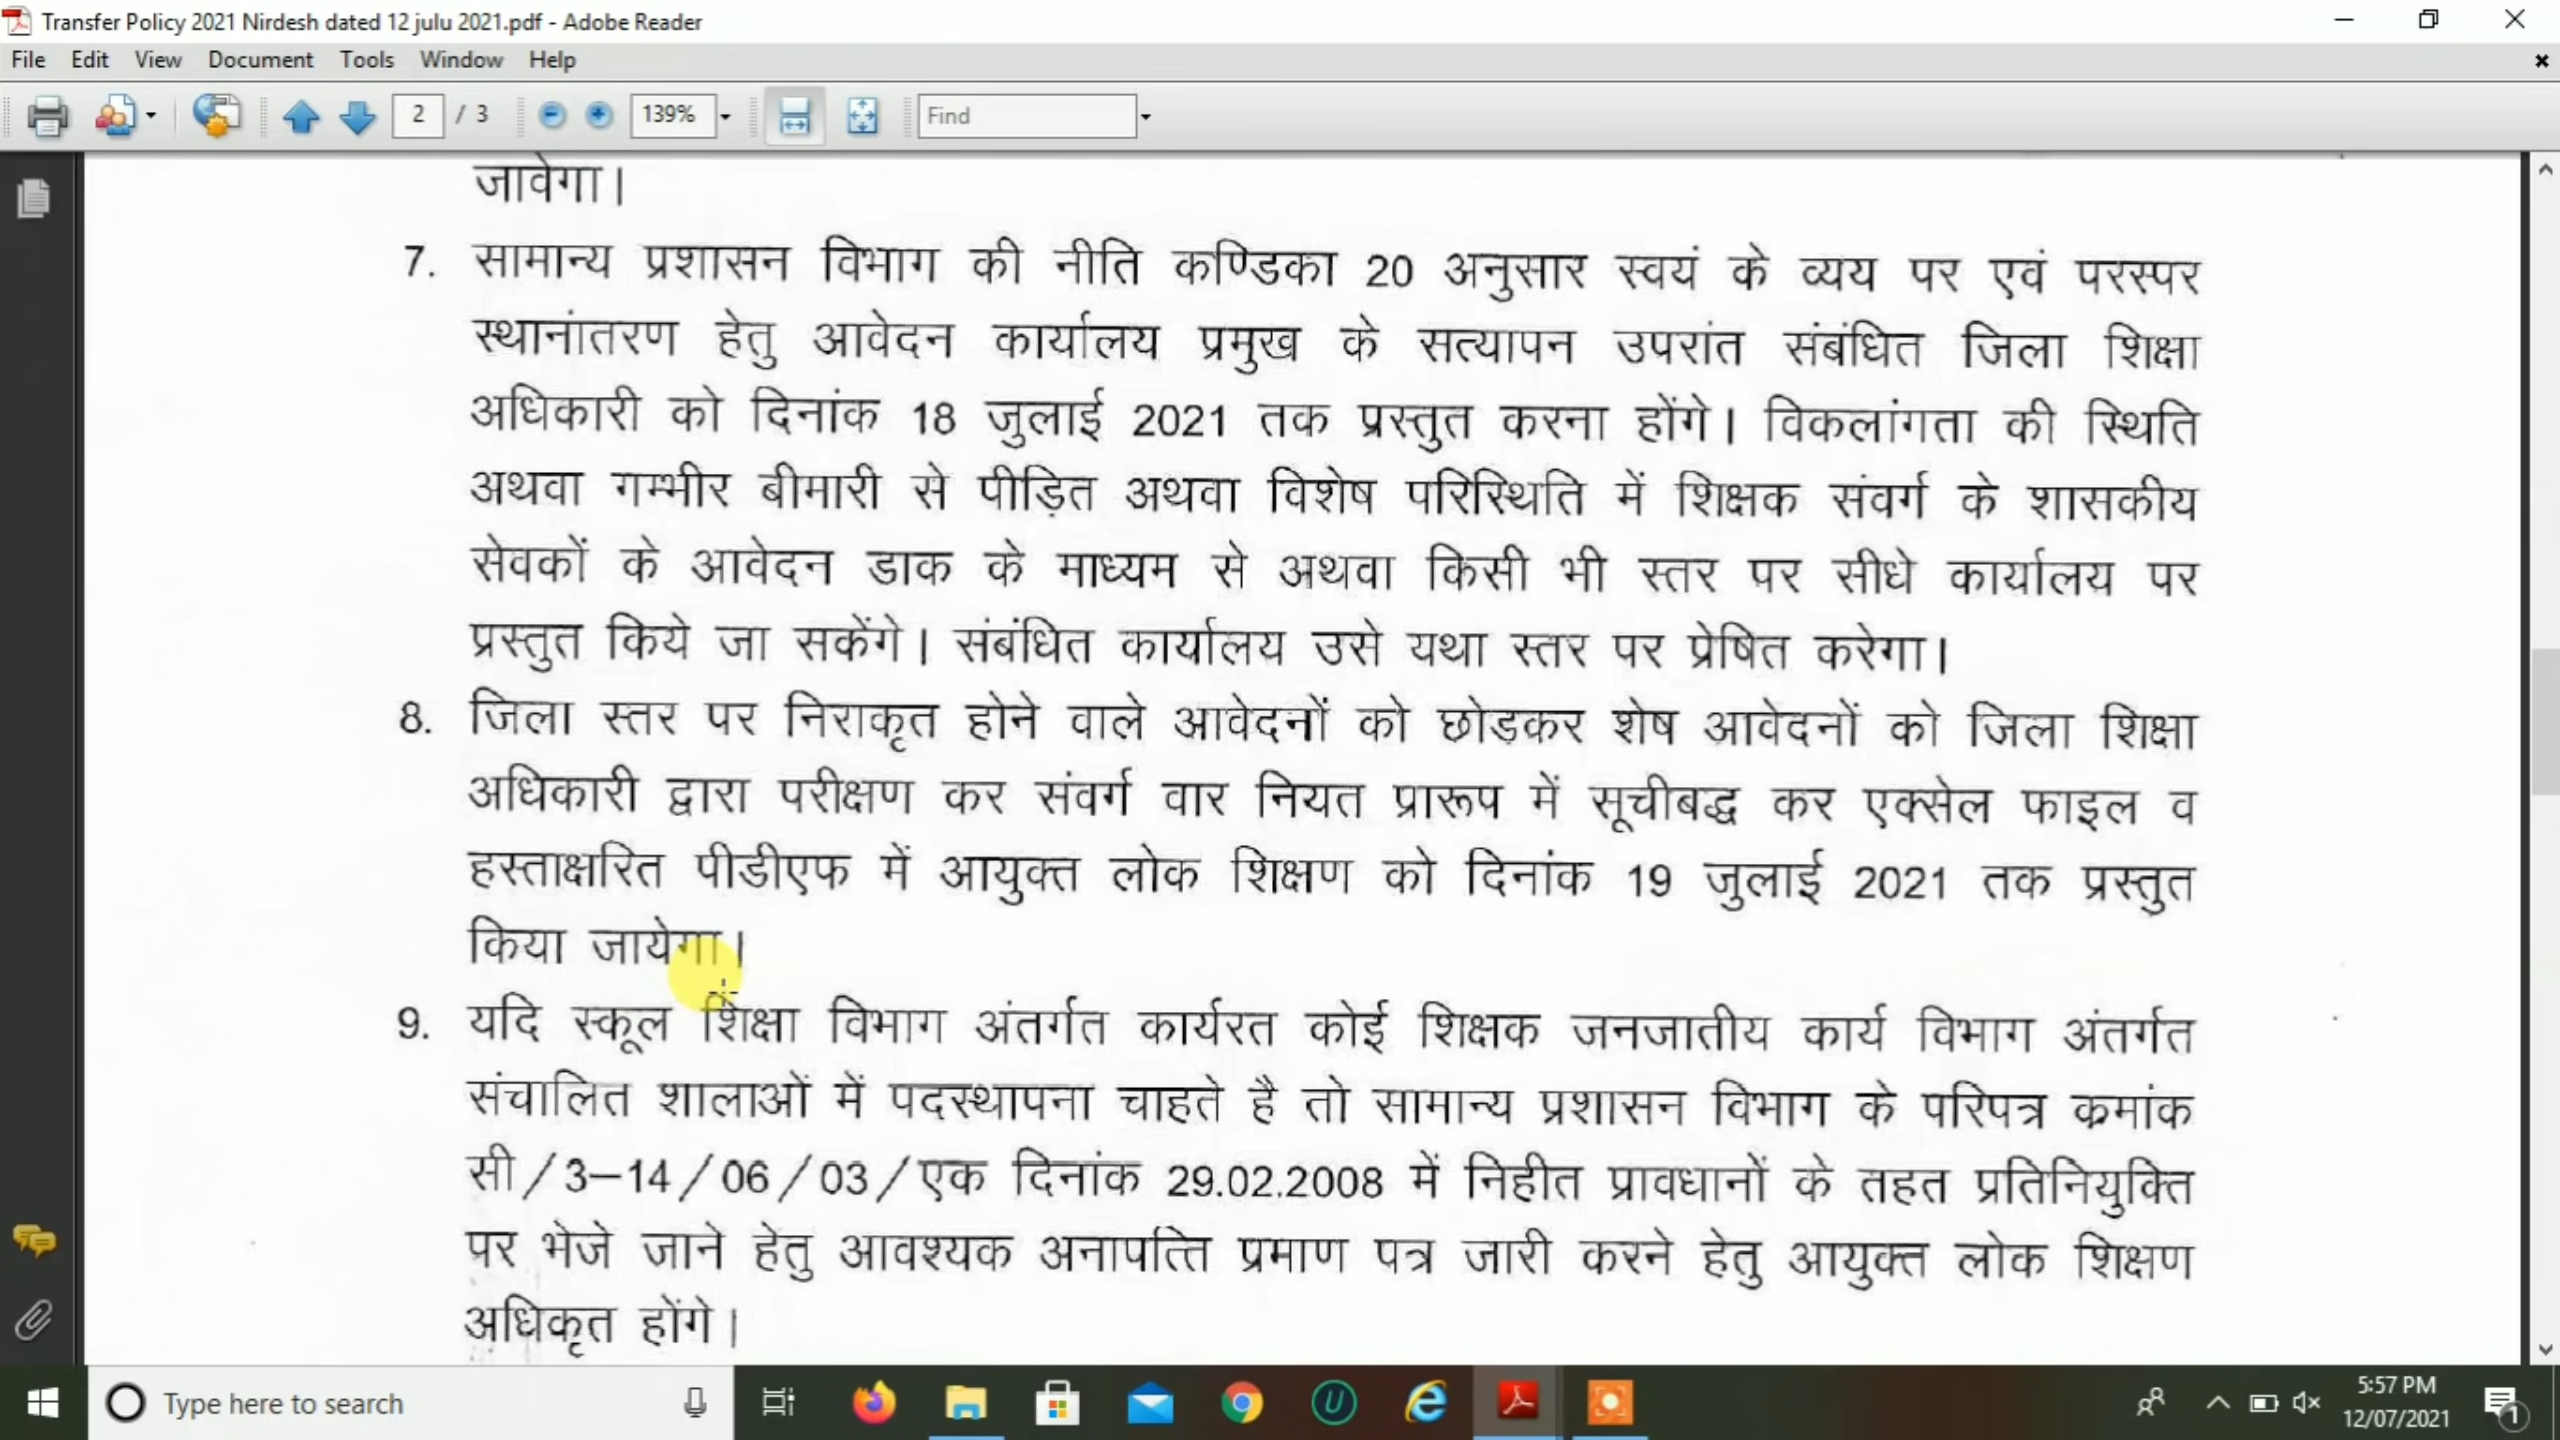 Transfer Policy 2021 Nirdesh dated 12 julu 2021.pdf - Adobe Reader
File Edit View Document Tools Window Help
2 / 3 139% Find
जावेगा।
7. सामान्य प्रशासन विभाग की नीति कण्डिका 20 अनुसार स्वयं के व्यय पर एवं परस्पर
स्थानांतरण हेतु आवेदन कार्यालय प्रमुख के सत्यापन उपरांत संबंधित जिला शिक्षा
अधिकारी को दिनांक 18 जुलाई 2021 तक प्रस्तुत करना होंगे। विकलांगता की स्थिति
अथवा गम्भीर बीमारी से पीड़ित अथवा विशेष परिस्थिति में शिक्षक संवर्ग के शासकीय
सेवकों के आवेदन डाक के माध्यम से अथवा किसी भी स्तर पर सीधे कार्यालय पर
प्रस्तुत किये जा सकेंगे। संबंधित कार्यालय उसे यथा स्तर पर प्रेषित करेगा।
8. जिला स्तर पर निराकृत होने वाले आवेदनों को छोडकर शेष आवेदनों को जिला शिक्षा
अधिकारी द्वारा परीक्षण कर संवर्ग वार नियत प्रारूप में सूचीबद्ध कर एक्सेल फाइल व
हस्ताक्षरित पीडीएफ में आयुक्त लोक शिक्षण को दिनांक 19 जुलाई 2021 तक प्रस्तुत
किया जायेगा।
9. यदि स्कूल शिक्षा विभाग अंतर्गत कार्यरत कोई शिक्षक जनजातीय कार्य विभाग अंतर्गत
संचालित शालाओं में पदस्थापना चाहते है तो सामान्य प्रशासन विभाग के परिपत्र क्रमांक
सी/3–14/06/03/एक दिनांक 29.02.2008 में निहीत प्रावधानों के तहत प्रतिनियुक्ति
पर भेजे जाने हेतु आवश्यक अनापत्ति प्रमाण पत्र जारी करने हेतु आयुक्त लोक शिक्षण
अधिकृत होंगे।
Type here to search
5:57 PM
12/07/2021
1